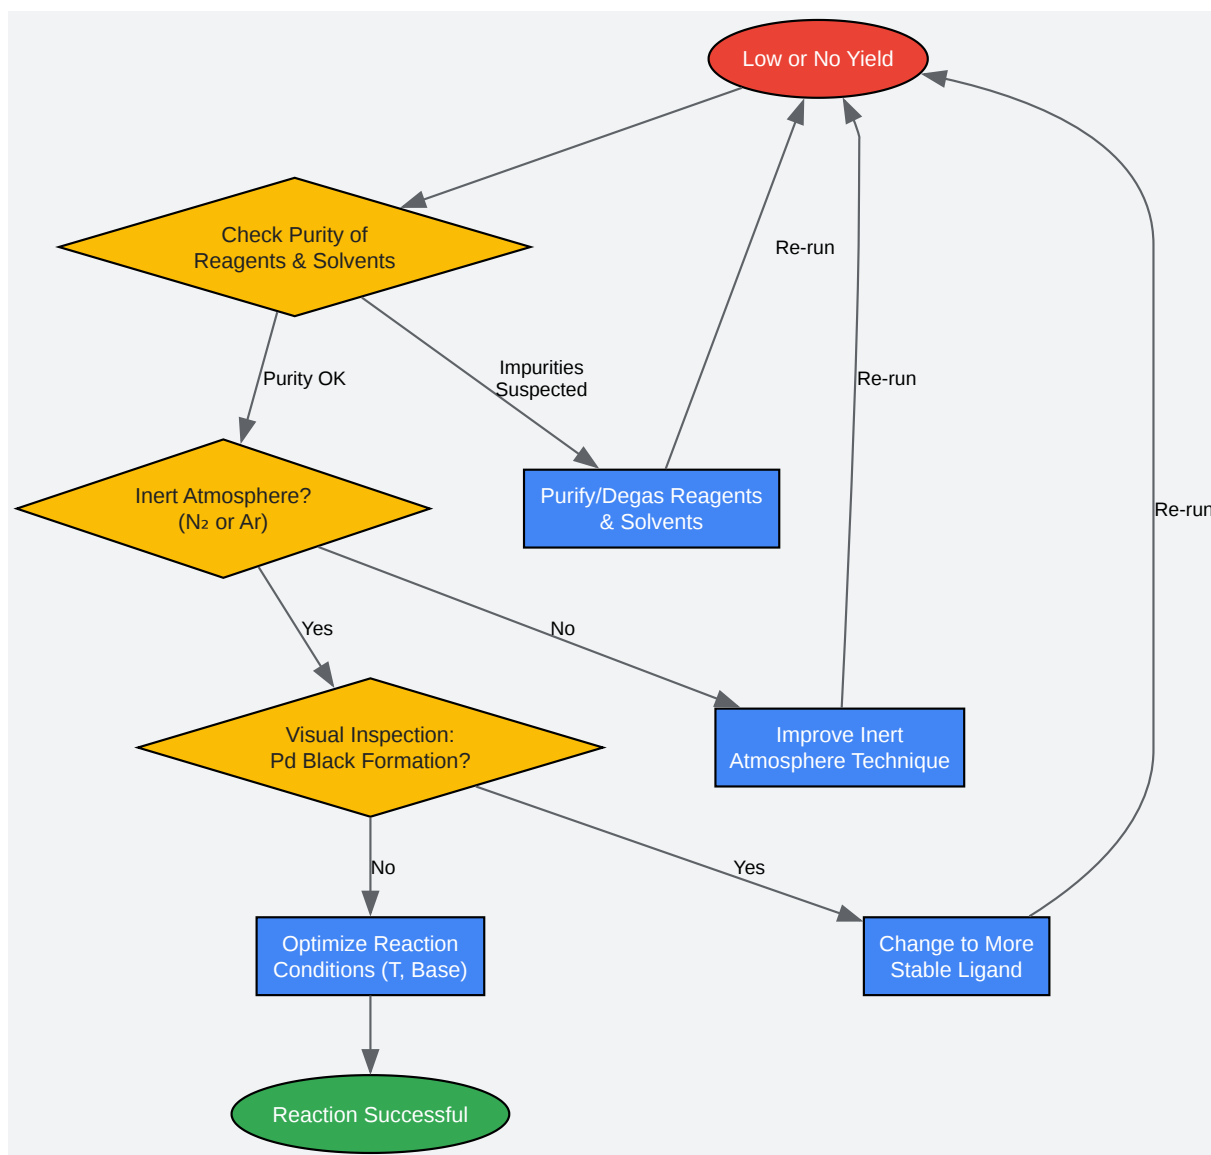 Low or No Yield
Check Purity of
Reagents & Solvents
Re-run
Purity OK
Impurities
Suspected
Re-run
Inert Atmosphere?
(N₂ or Ar)
Purify/Degas Reagents
& Solvents
Re-run
Yes
No
Visual Inspection:
Pd Black Formation?
Improve Inert
Atmosphere Technique
No
Yes
Optimize Reaction
Conditions (T, Base)
Change to More
Stable Ligand
Reaction Successful